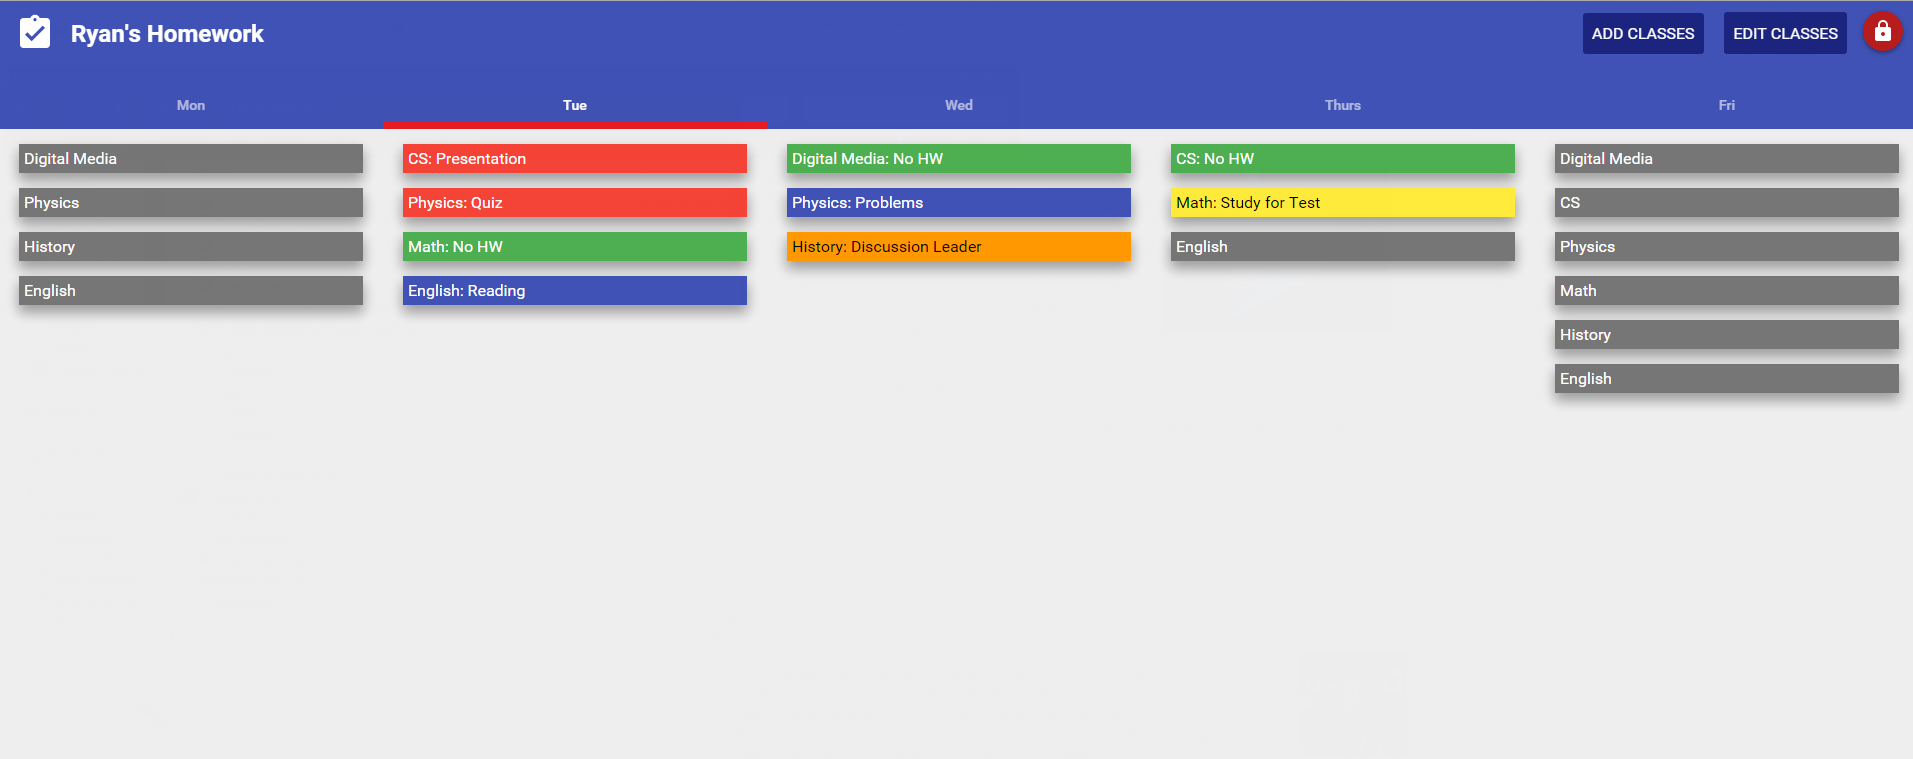 Ryan's Homework
ADD CLASSES
EDIT CLASSES
Mon
Tue
Wed
Thurs
Fri
Digital Media
Physics
History
English
CS: Presentation
Physics: Quiz
Math: No HW
English: Reading
Digital Media: No HW
Physics: Problems
History: Discussion Leader
CS: No HW
Math: Study for Test
English
Digital Media
CS
Physics
Math
History
English